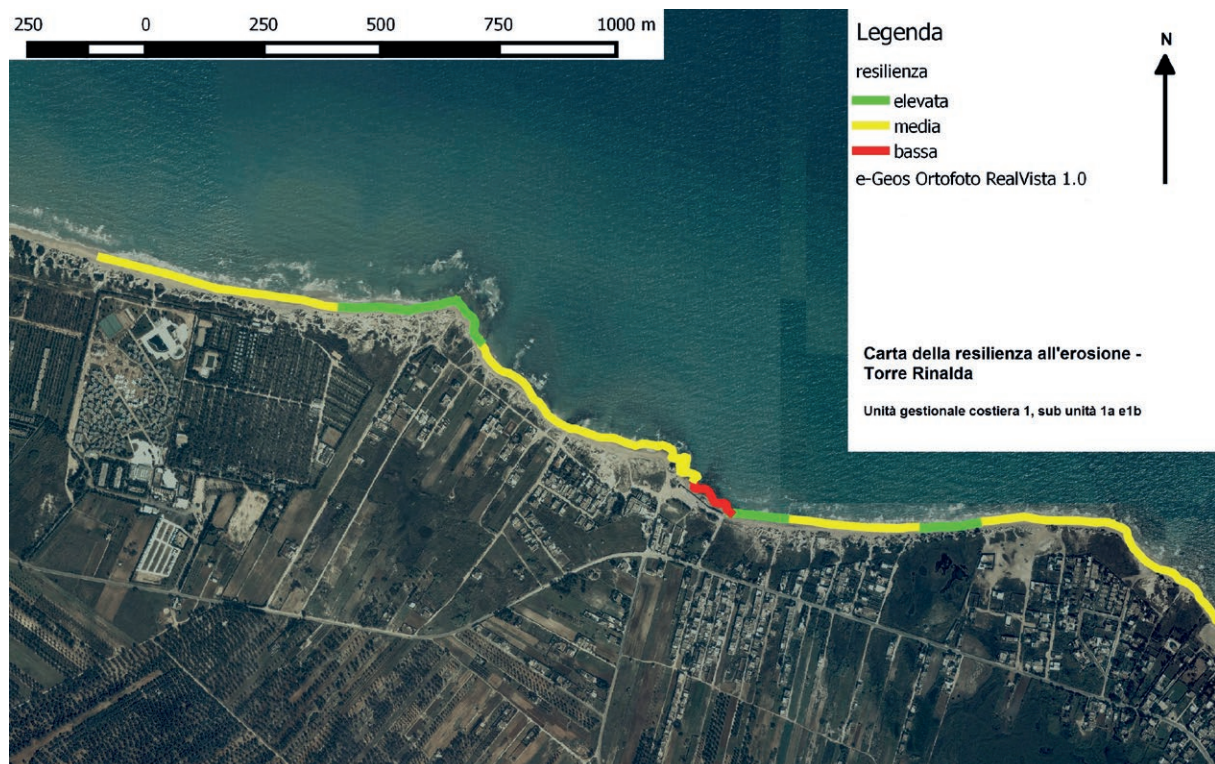 250 0 250 500 750 1000 m
Legenda
resilienza
elevata
media
bassa
e-Geos Ortofoto RealVista 1.0
N
Carta della resilienza all'erosione -
Torre Rinalda
Unità gestionale costiera 1, sub unità 1a e1b